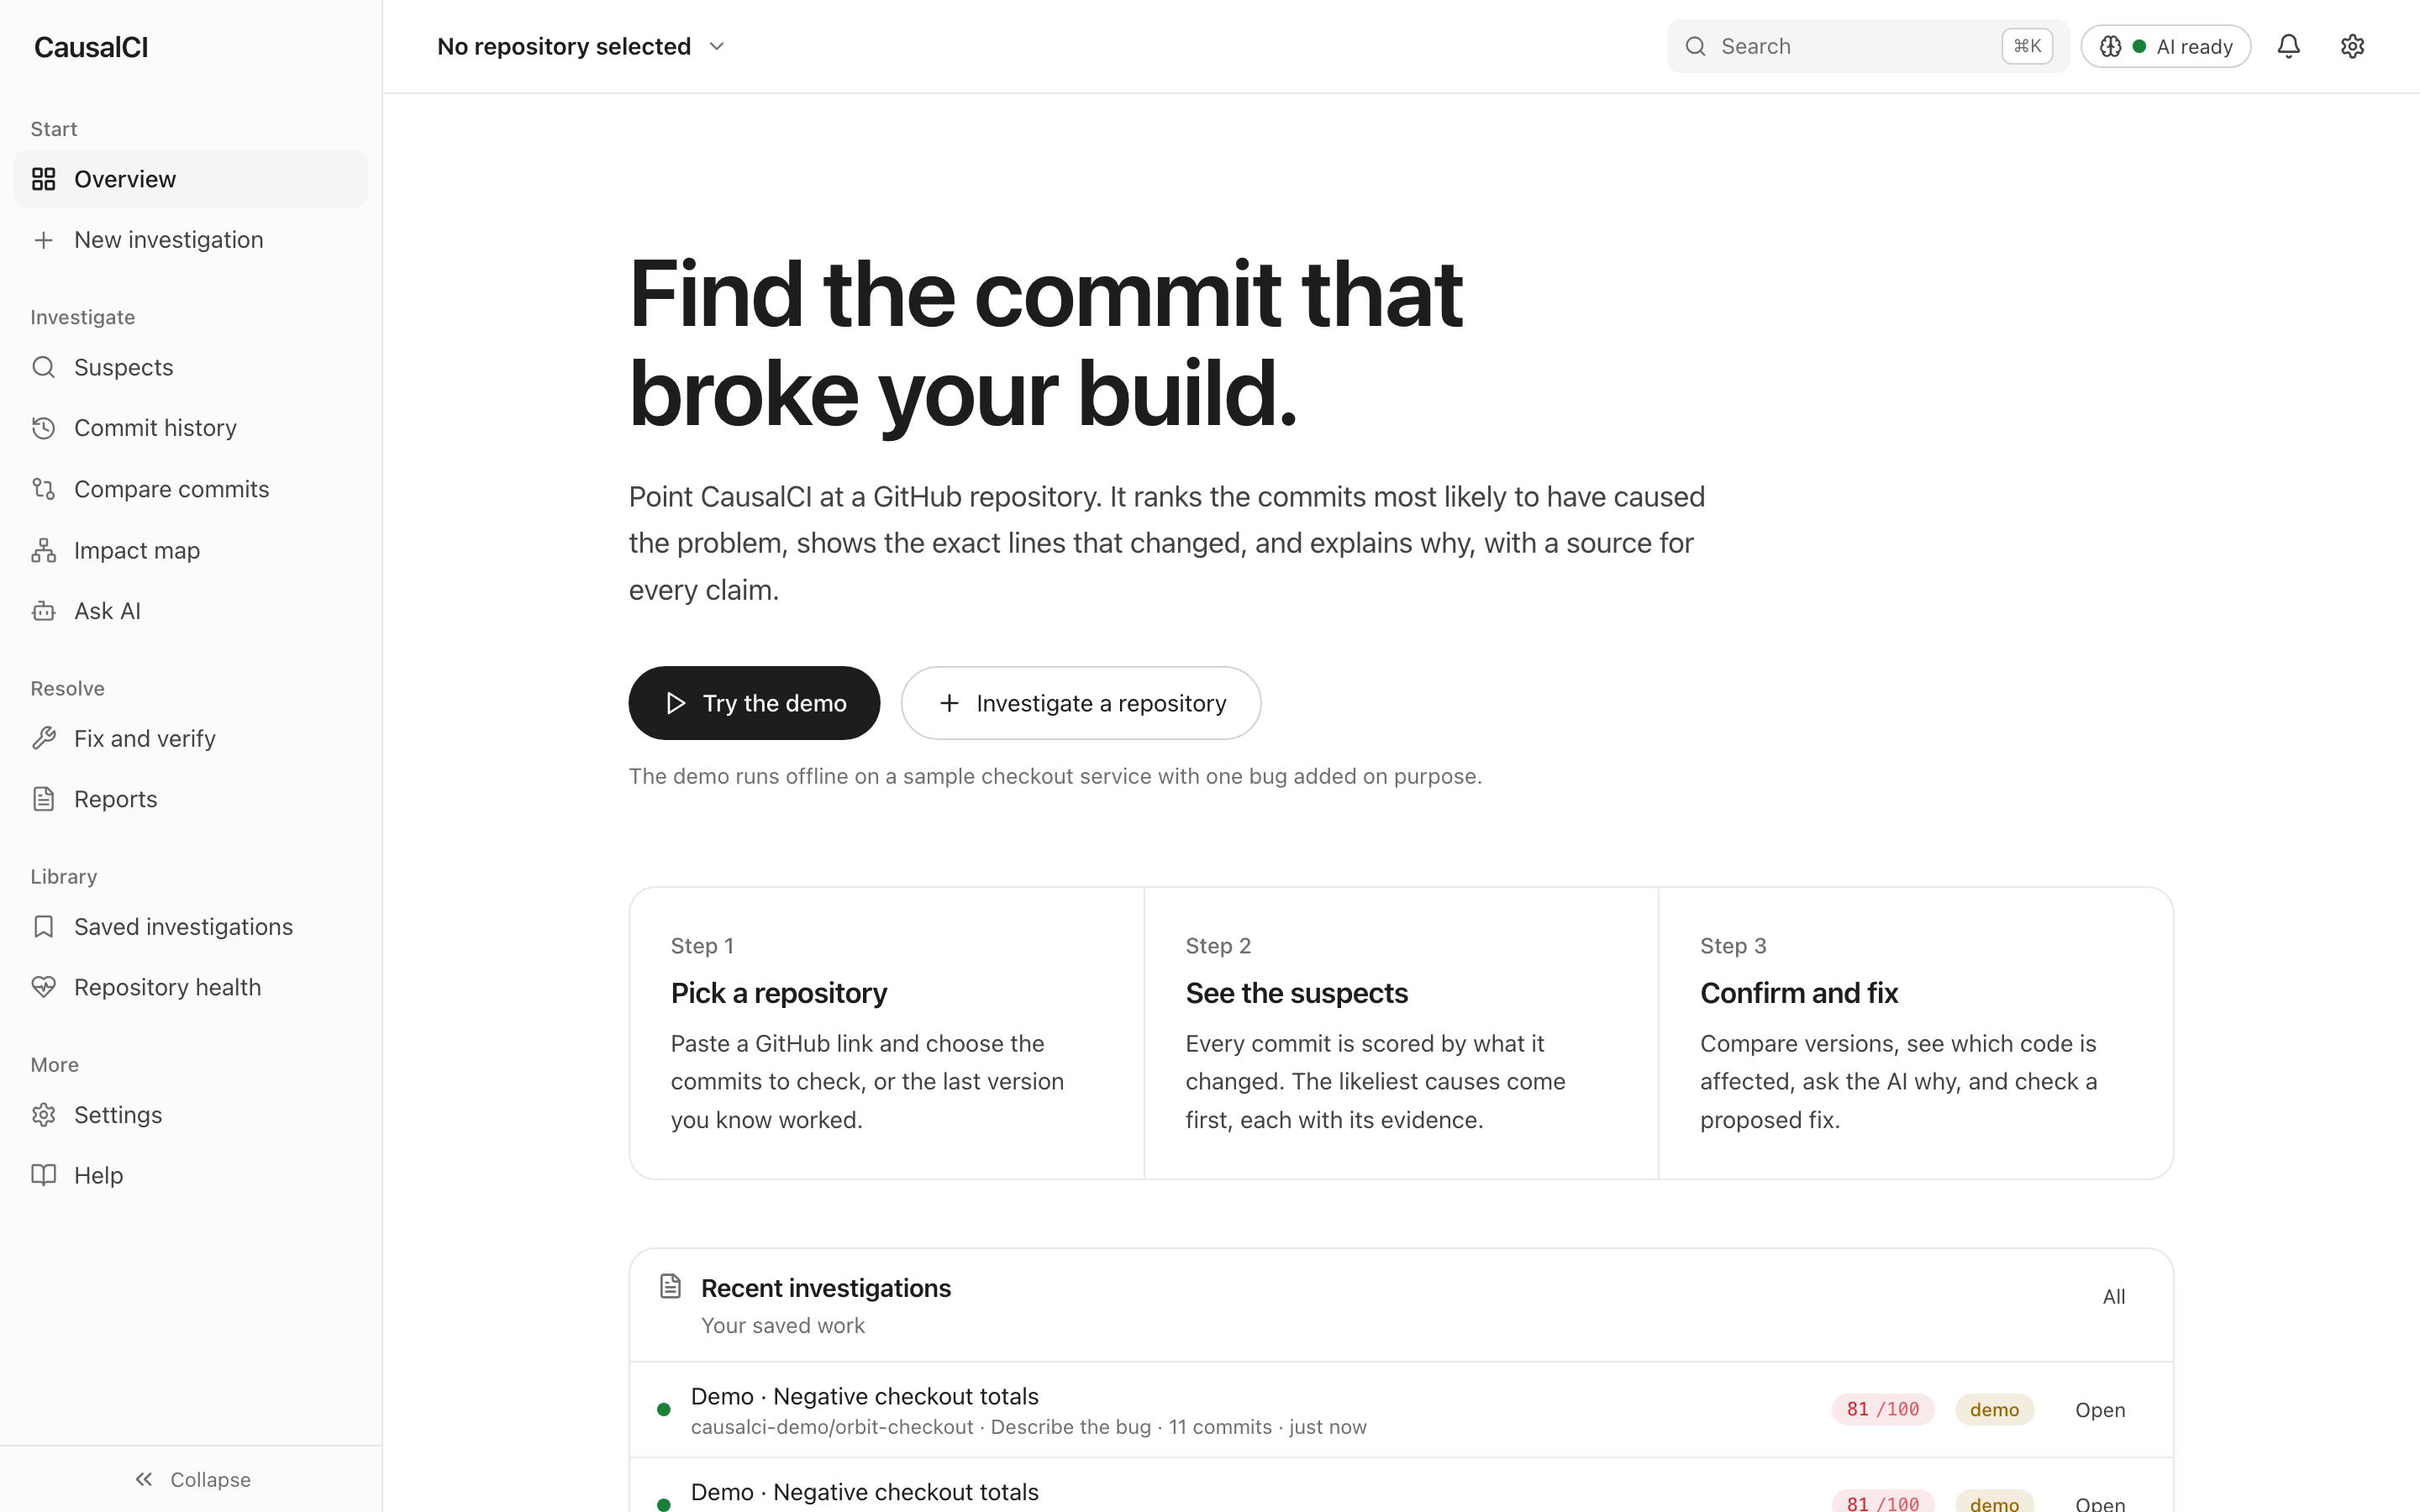 CausalCI
No repository selected
Search
⌘K
AI ready
Start
Overview
New investigation
Investigate
Suspects
Commit history
Compare commits
Impact map
Ask AI
Resolve
Fix and verify
Reports
Library
Saved investigations
Repository health
More
Settings
Help
Collapse
Find the commit that
broke your build.
Point CausalCI at a GitHub repository. It ranks the commits most likely to have caused
the problem, shows the exact lines that changed, and explains why, with a source for
every claim.
Try the demo
Investigate a repository
The demo runs offline on a sample checkout service with one bug added on purpose.
Step 1
Pick a repository
Paste a GitHub link and choose the
commits to check, or the last version
you know worked.
Step 2
See the suspects
Every commit is scored by what it
changed. The likeliest causes come
first, each with its evidence.
Step 3
Confirm and fix
Compare versions, see which code is
affected, ask the AI why, and check a
proposed fix.
Recent investigations
Your saved work
All
Demo · Negative checkout totals
causalci-demo/orbit-checkout · Describe the bug · 11 commits · just now
81 /100
demo
Open
Demo · Negative checkout totals
81 /100
demo
Open